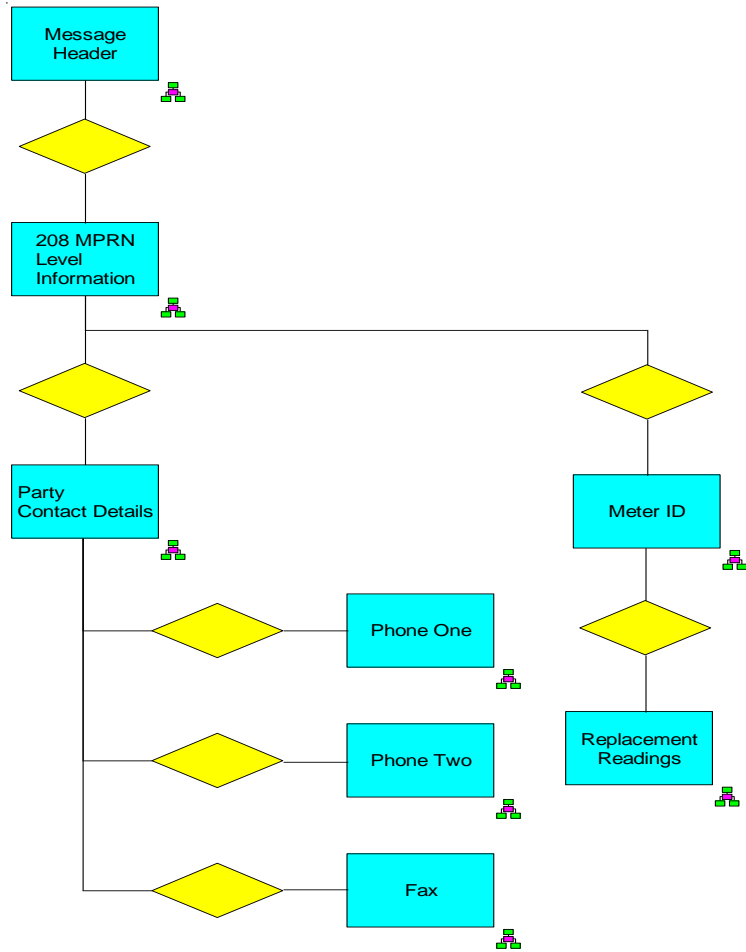 Message
Header
208 MPRN
Level
Information
Party
Contact Details
Meter ID
Phone One
Replacement
Readings
Phone Two
Fax